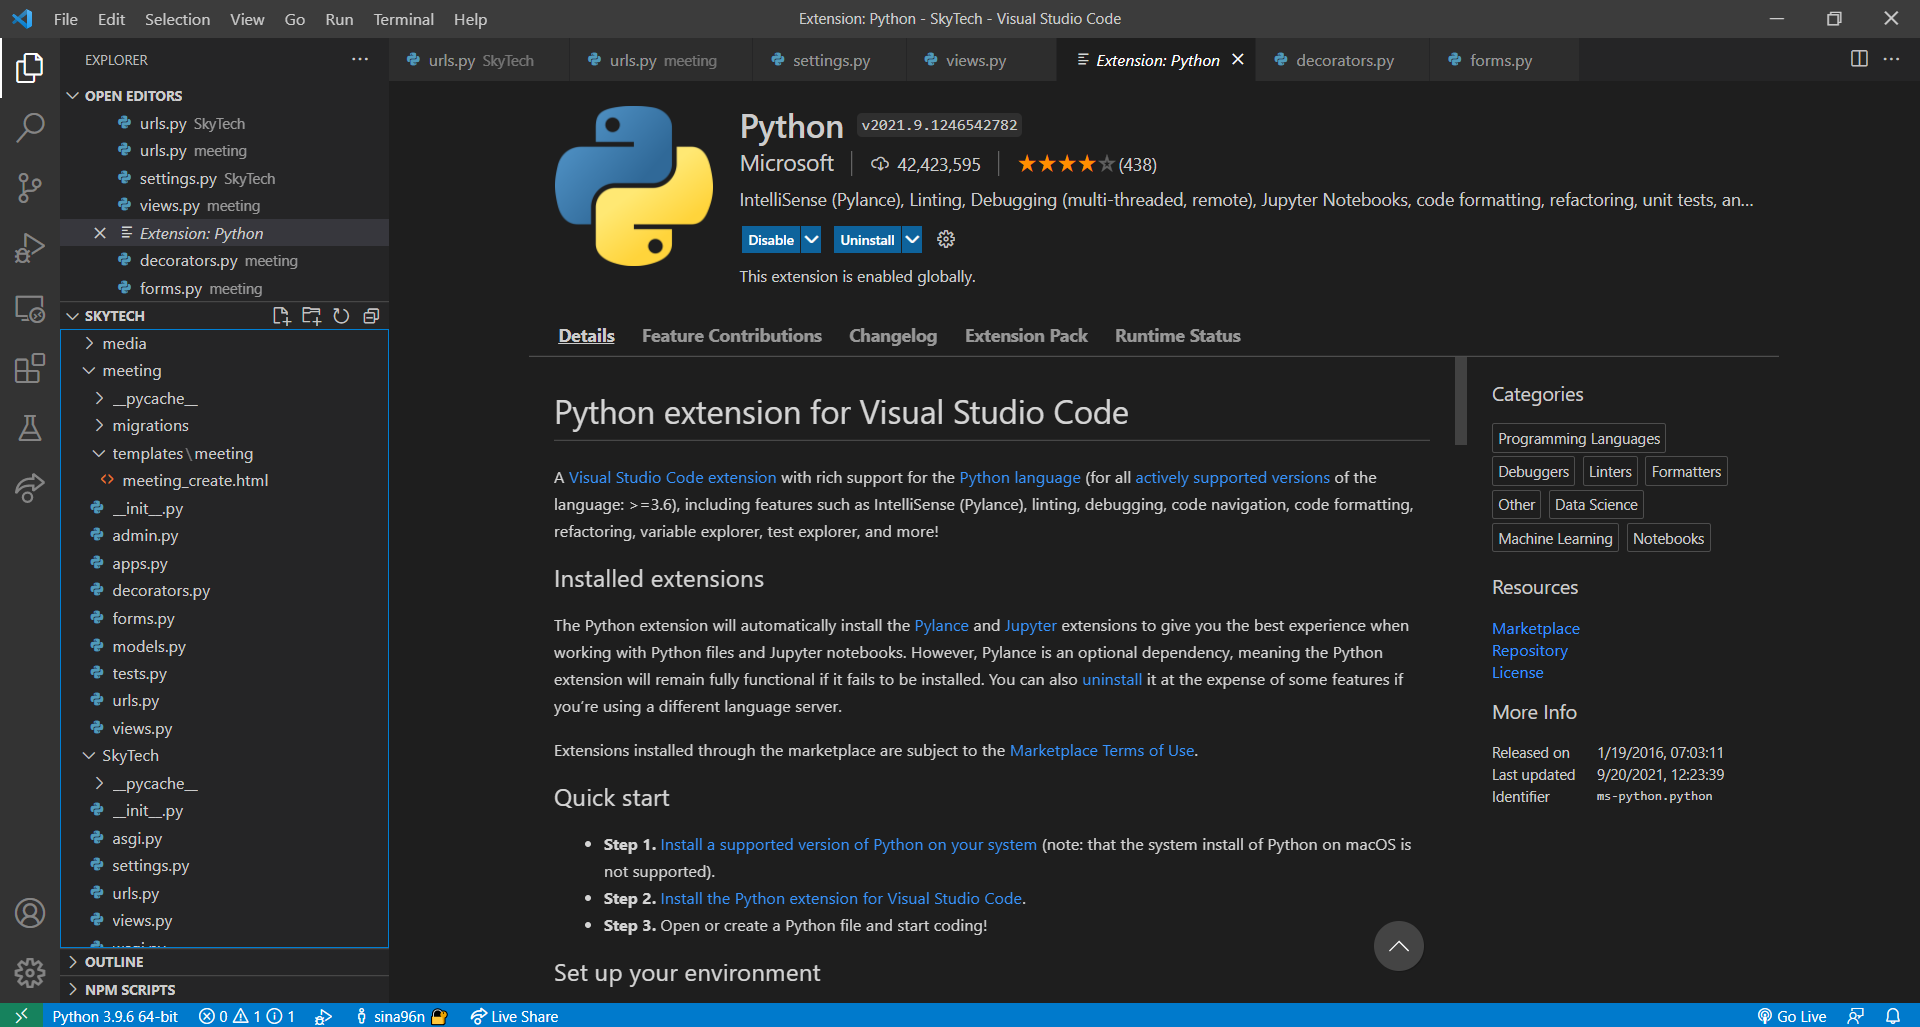 File Edit Selection View Go Run Terminal Help
Extension: Python - SkyTech - Visual Studio Code
EXPLORER
OPEN EDITORS
urls.py SkyTech
urls.py meeting
settings.py SkyTech
views.py meeting
Extension: Python
decorators.py meeting
forms.py meeting
SKYTECH
media
meeting
__pycache__
migrations
templates\meeting
meeting_create.html
__init__.py
admin.py
apps.py
decorators.py
forms.py
models.py
tests.py
urls.py
views.py
SkyTech
__pycache__
__init__.py
asgi.py
settings.py
urls.py
views.py
OUTLINE
NPM SCRIPTS
urls.py SkyTech
urls.py meeting
settings.py
views.py
Extension: Python
decorators.py
forms.py
Python v2021.9.1246542782
Microsoft 42,423,595 (438)
IntelliSense (Pylance), Linting, Debugging (multi-threaded, remote), Jupyter Notebooks, code formatting, refactoring, unit tests, an...
Disable Uninstall
This extension is enabled globally.
Details Feature Contributions Changelog Extension Pack Runtime Status
Python extension for Visual Studio Code
A Visual Studio Code extension with rich support for the Python language (for all actively supported versions of the
language: >=3.6), including features such as IntelliSense (Pylance), linting, debugging, code navigation, code formatting,
refactoring, variable explorer, test explorer, and more!
Installed extensions
The Python extension will automatically install the Pylance and Jupyter extensions to give you the best experience when
working with Python files and Jupyter notebooks. However, Pylance is an optional dependency, meaning the Python
extension will remain fully functional if it fails to be installed. You can also uninstall it at the expense of some features if
you’re using a different language server.
Extensions installed through the marketplace are subject to the Marketplace Terms of Use.
Quick start
• Step 1. Install a supported version of Python on your system (note: that the system install of Python on macOS is
not supported).
• Step 2. Install the Python extension for Visual Studio Code.
• Step 3. Open or create a Python file and start coding!
Set up your environment
Categories
Programming Languages
Debuggers Linters Formatters
Other Data Science
Machine Learning Notebooks
Resources
Marketplace
Repository
License
More Info
Released on 1/19/2016, 07:03:11
Last updated 9/20/2021, 12:23:39
Identifier ms-python.python
Python 3.9.6 64-bit 0 1 1 sina96n Live Share Go Live